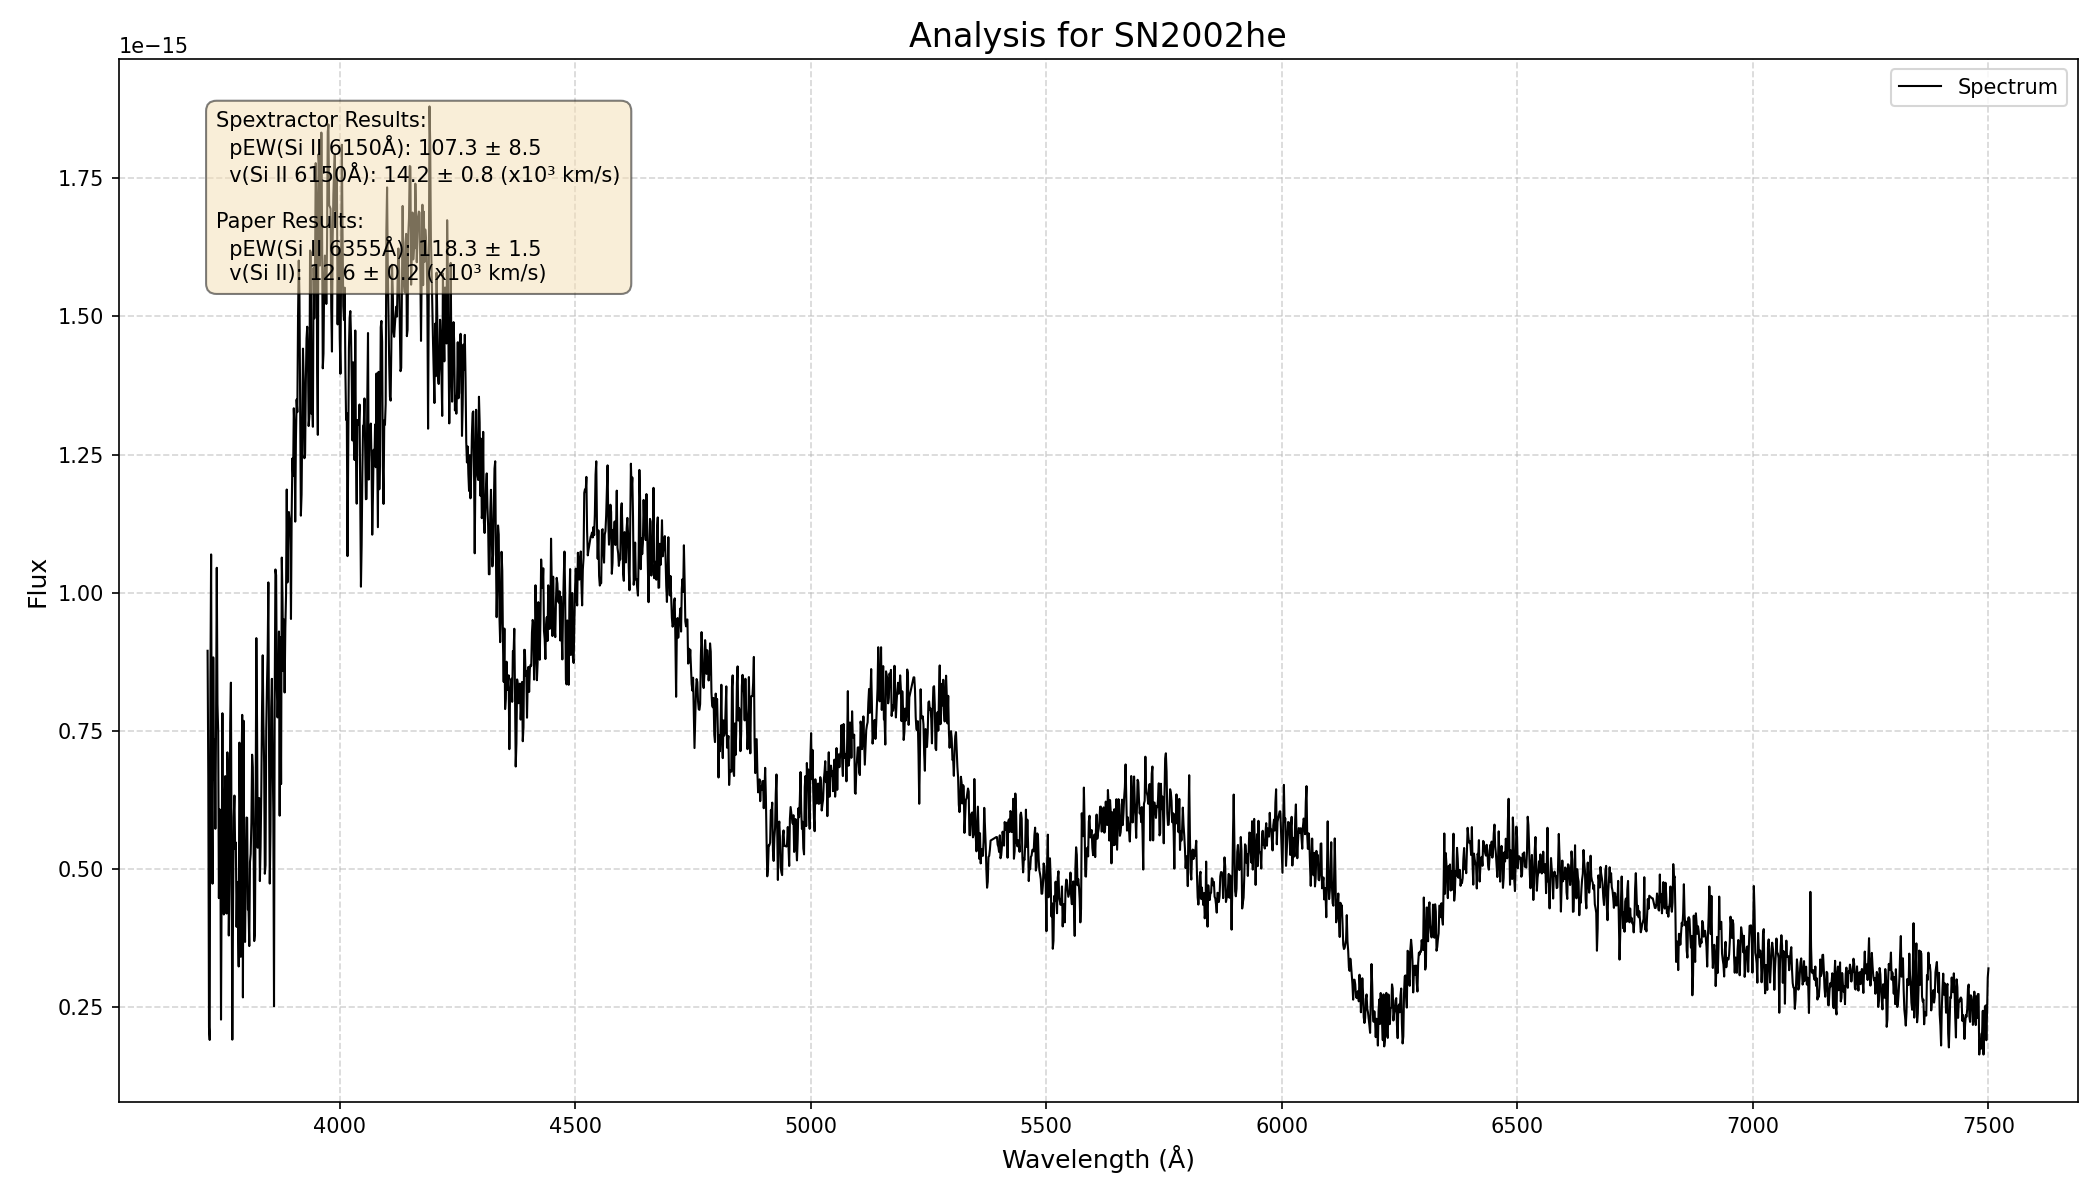 Analysis for SN2002he
1e−15
Spectrum
Spextractor Results:
pEW(Si II 6150Å): 107.3 ± 8.5
v(Si II 6150Å): 14.2 ± 0.8 (x10³ km/s)
Paper Results:
pEW(Si II 6355Å): 118.3 ± 1.5
v(Si II): 12.6 ± 0.2 (x10³ km/s)
1.75
1.50
1.25
1.00
0.75
0.50
0.25
Flux
4000 4500 5000 5500 6000 6500 7000 7500
Wavelength (Å)